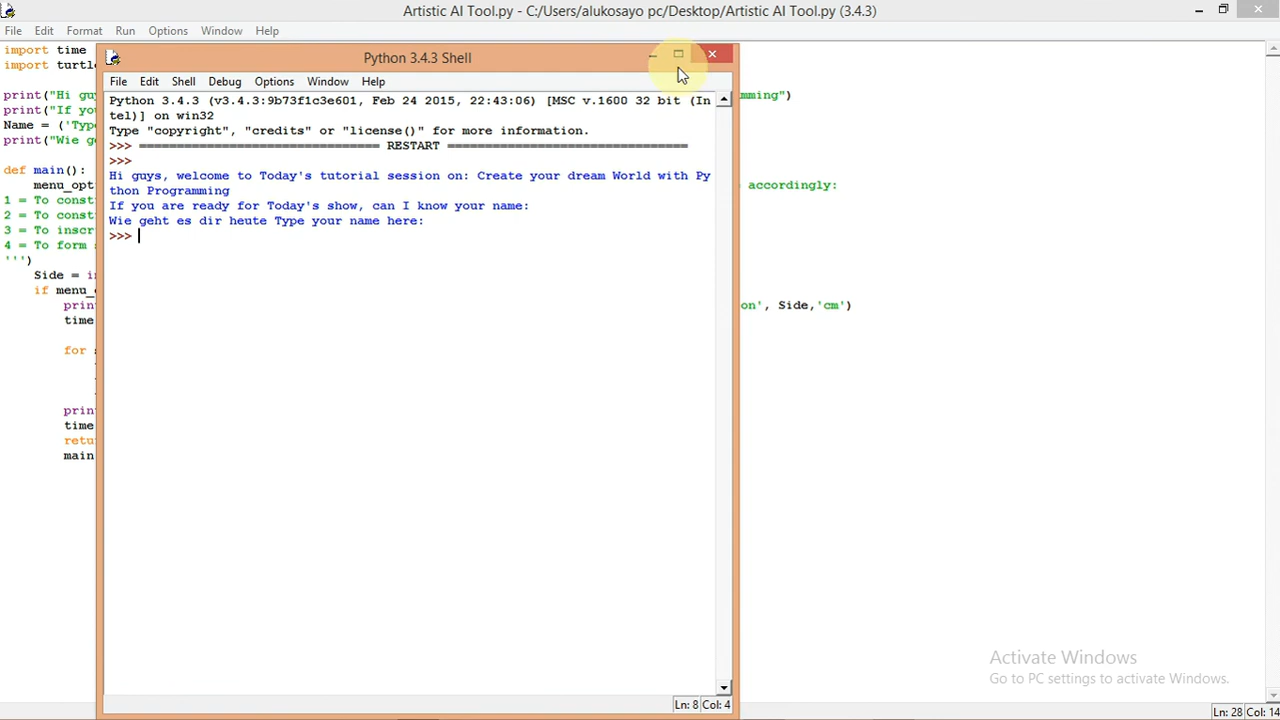 Artistic AI Tool.py - C:/Users/alukosayo pc/Desktop/Artistic AI Tool.py (3.4.3)
File Edit Format Run Options Window Help
import time
import turtl
print("Hi gu
mming")
print("If yo
Name = ('Typ
print("Wie g
def main():
menu_opt
accordingly:
1 = To const
2 = To const
3 = To inscr
4 = To form
''')
Side = i
if menu_
prin
on', Side,'cm')
time
for
prin
time
retu
main
Python 3.4.3 Shell
File Edit Shell Debug Options Window Help
Python 3.4.3 (v3.4.3:9b73f1c3e601, Feb 24 2015, 22:43:06) [MSC v.1600 32 bit (In
tel)] on win32
Type "copyright", "credits" or "license()" for more information.
>>> ================================ RESTART ================================
>>>
Hi guys, welcome to Today's tutorial session on: Create your dream World with Py
thon Programming
If you are ready for Today's show, can I know your name:
Wie geht es dir heute Type your name here:
>>>
Ln: 8 Col: 4
Activate Windows
Go to PC settings to activate Windows.
Ln: 28 Col: 14